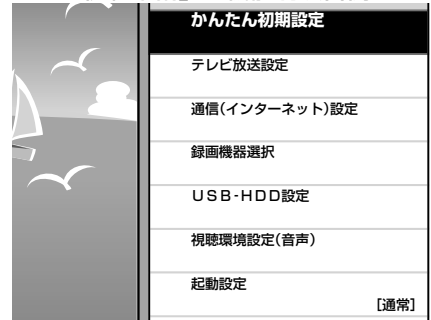 かんたん初期設定
テレビ放送設定
通信(インターネット)設定
録画機器選択
USB-HDD設定
視聴環境設定(音声)
起動設定
[通常]